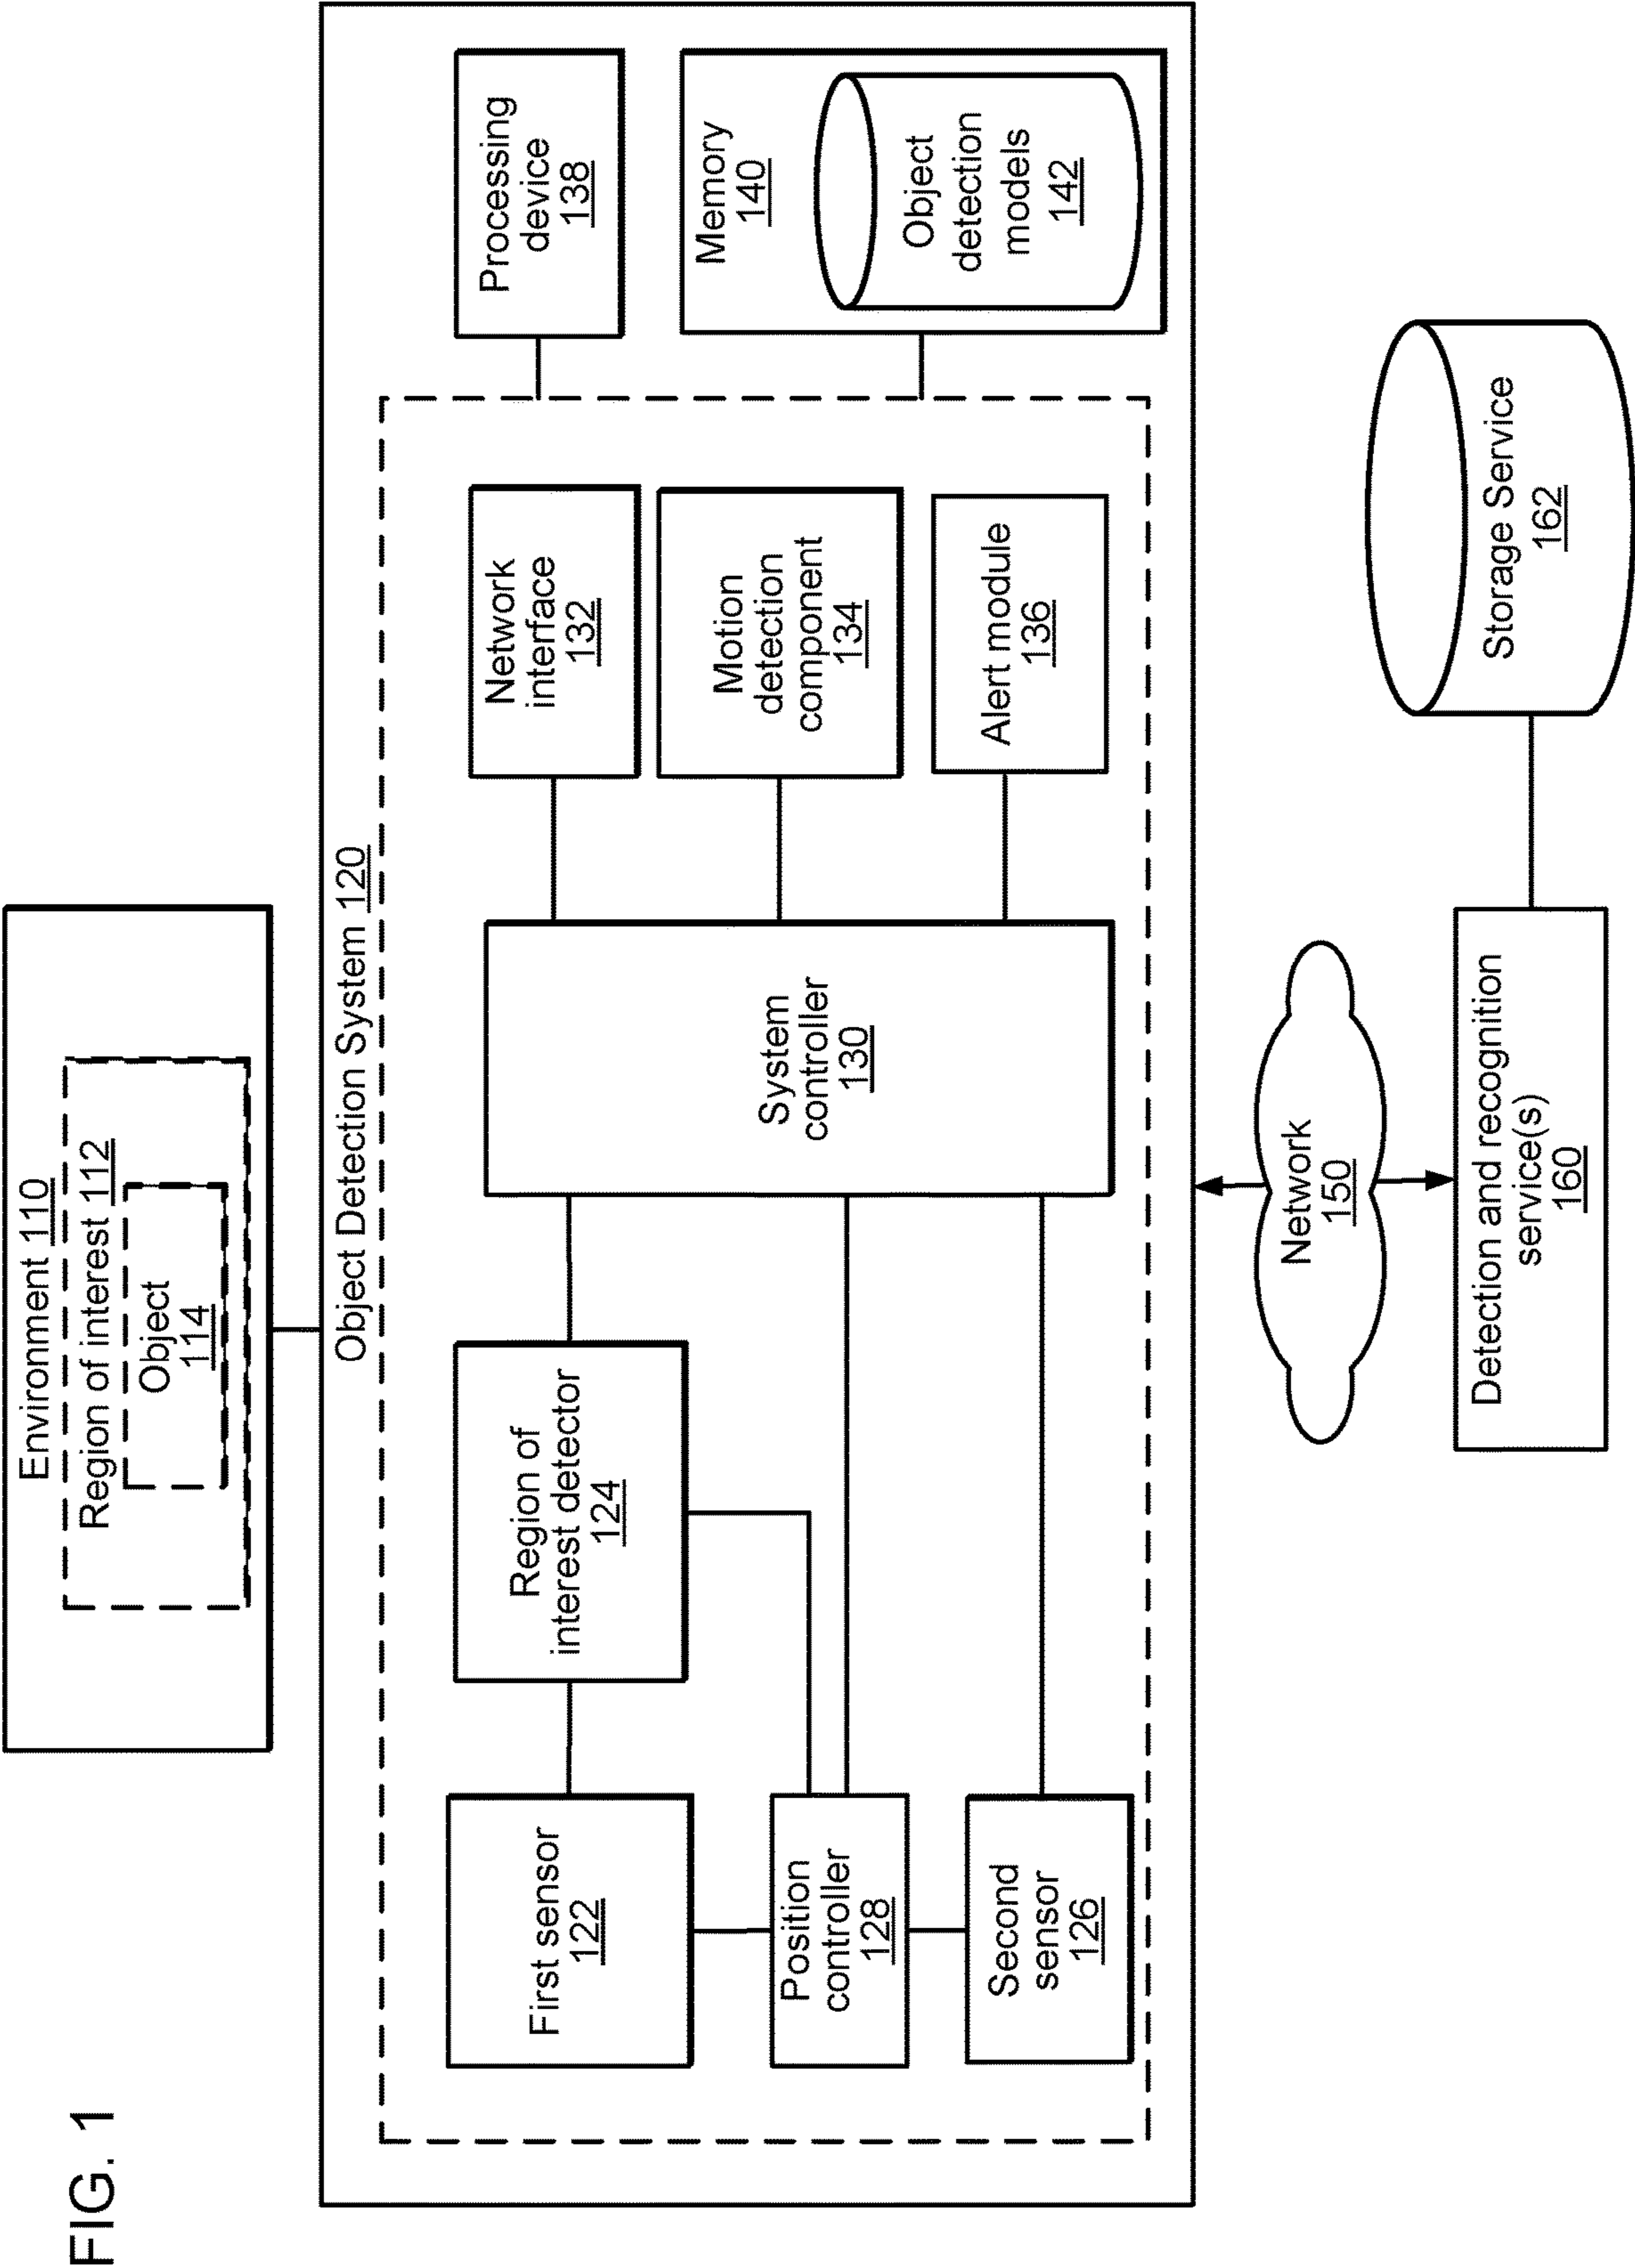 FIG. 1
Environment 110
Region of interest 112
Object
114
Object Detection System 120
First sensor
122
Region of
interest detector
124
Position
controller
128
Second
sensor
126
System
controller
130
Network
interface
132
Motion
detection
component
134
Alert module
136
Processing
device
138
Memory
140
Object
detection
models
142
Network
150
Detection and recognition
service(s)
160
Storage Service
162